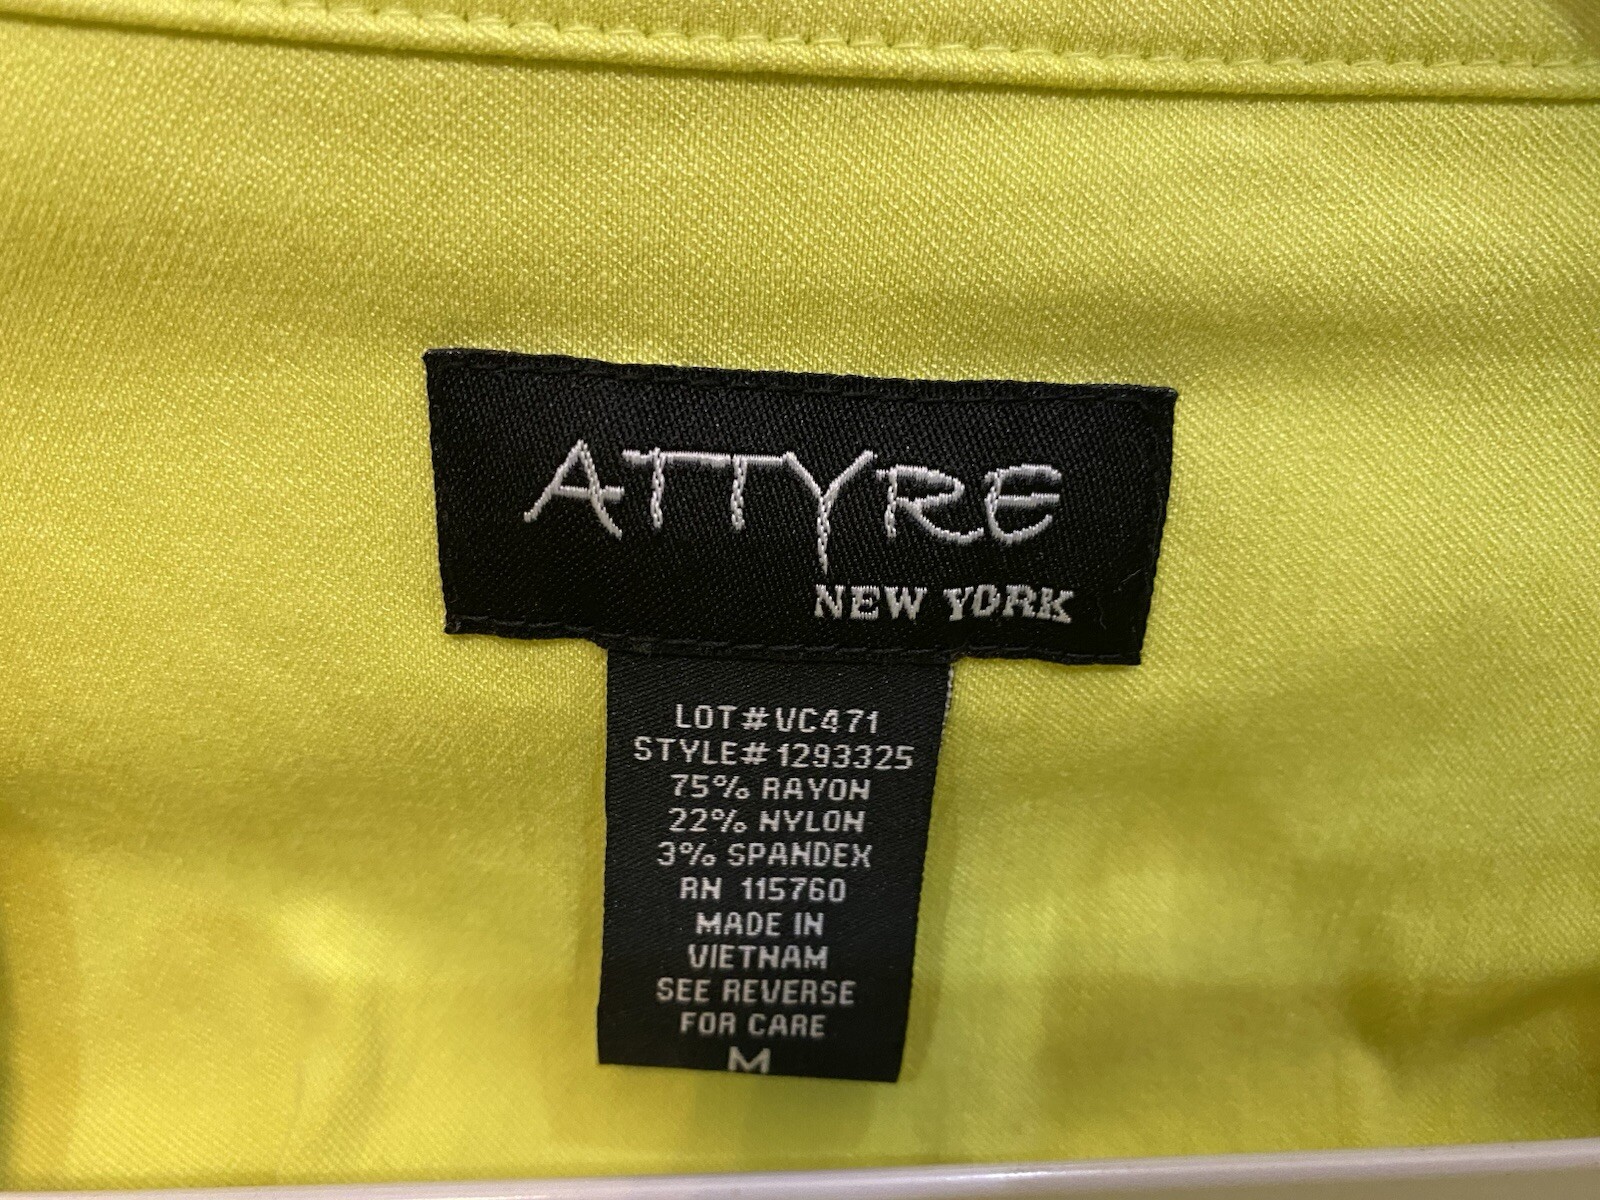 ATTYRE
NEW YORK
LOT#VC471
STYLE#1293325
75% RAYON
22% NYLON
3% SPANDEX
RN 115760
MADE IN
VIETNAM
SEE REVERSE
FOR CARE
M